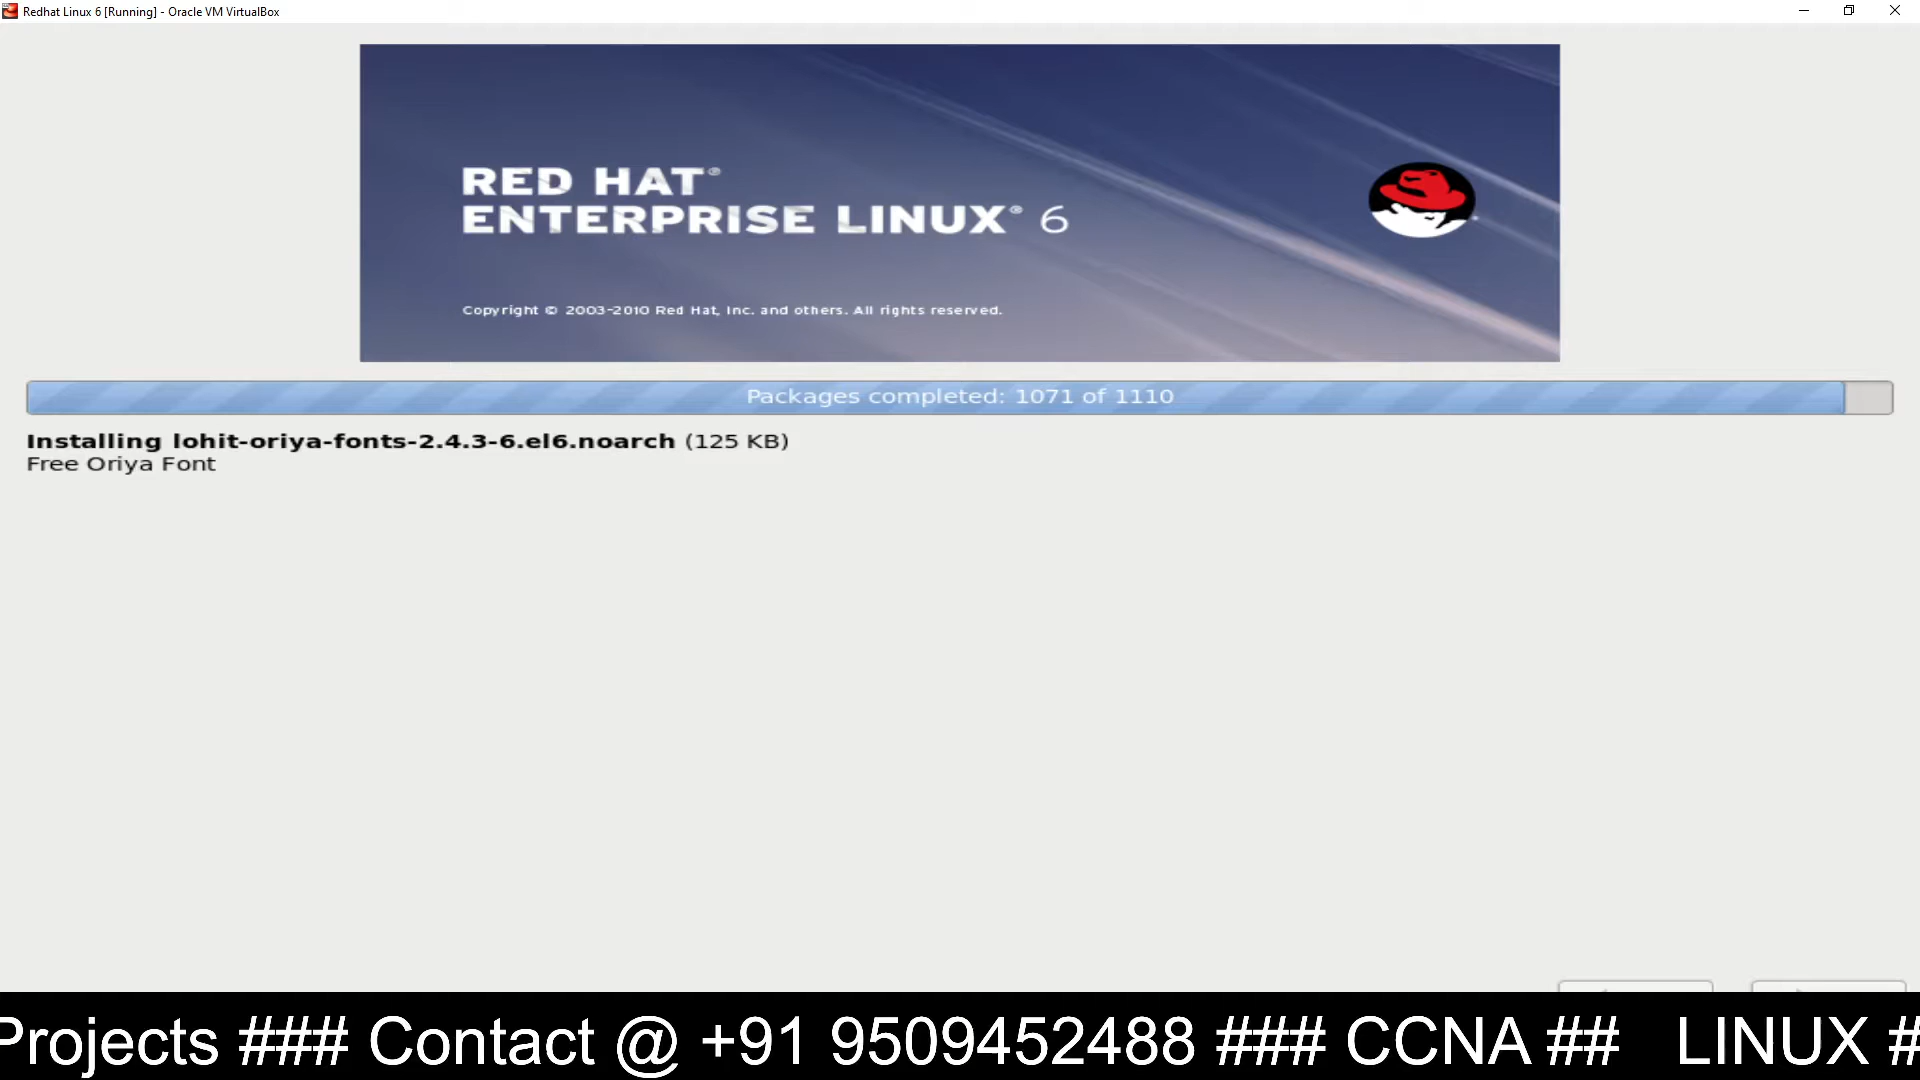 Redhat Linux 6 [Running] - Oracle VM VirtualBox
RED HAT®
ENTERPRISE LINUX® 6
Copyright © 2003-2010 Red Hat, Inc. and others. All rights reserved.
Packages completed: 1071 of 1110
Installing lohit-oriya-fonts-2.4.3-6.el6.noarch (125 KB)
Free Oriya Font
Projects ### Contact @ +91 9509452488 ### CCNA ## LINUX #